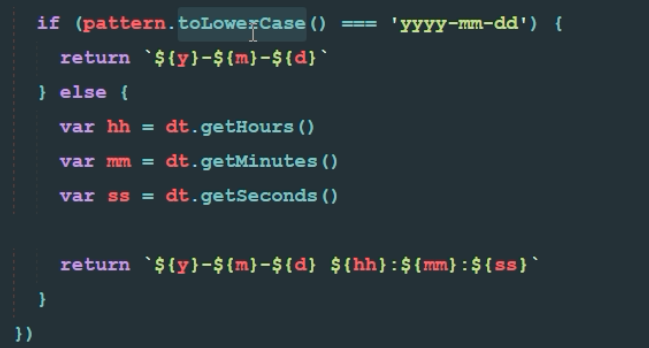 if (pattern.toLowerCase() === 'yyyy-mm-dd') {
return `${y}-${m}-${d}`
} else {
var hh = dt.getHours()
var mm = dt.getMinutes()
var ss = dt.getSeconds()
return `${y}-${m}-${d} ${hh}:${mm}:${ss}`
}
})